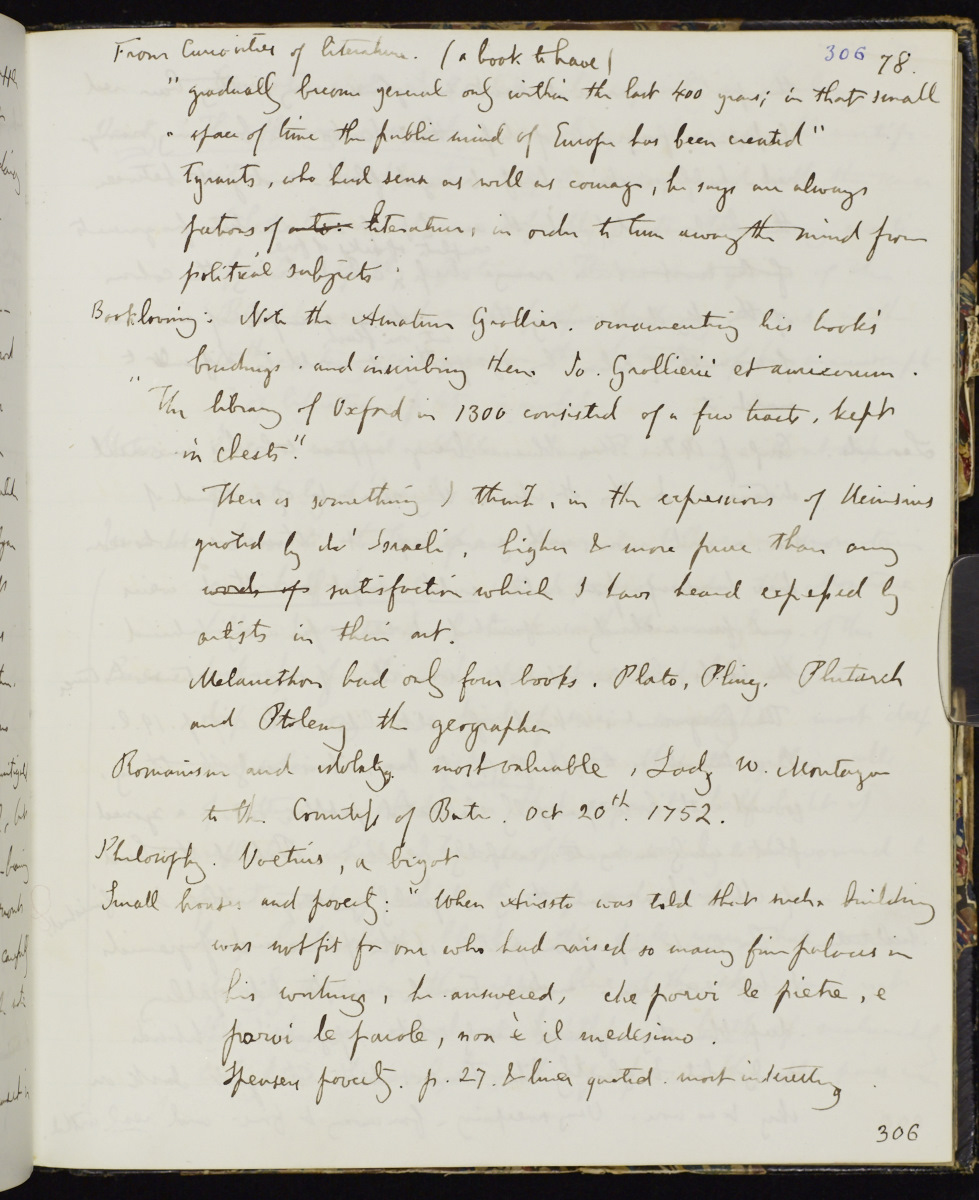 From Curiosities of literature. (a book to have) 306 78.
"gradually become general only within the last 400 years; in that small
" space of time the public mind of Europe has been created"
Tyrants, who had sense as well as courage, he says are always
patrons of arts literature, in order to turn away the mind from
political subjects.
Bookloving: Note the Amateur Grollier. ornamenting his books'
bindings. and inscribing them Jo. Grollierii et amicorum.
"The library of Oxford in 1300 consisted of a few tracts, kept
in chests".
There is something I think, in the expressions of Heinsius
quoted by de' Israeli, higher & more pure than any
words of satisfaction which I have heard expressed by
artists in their art.
Melancthon had only four books. Plato, Pliny. Plutarch
and Ptolemy the geographer
Romanism and idolatry most valuable, Lady W. Montague
to the. Countess of Bute. Oct 20th. 1752.
Philosophy. Voetius, a bigot
Small houses and poverty: "When Ariosto was told that such a building
was not fit for one who had raised so many fine palaces in
his writings, he answered, che porvi le pietre, e
porvi le parole, non è il medesimo.
Spensers poverty. p. 27. & lines quoted. most interesting
306